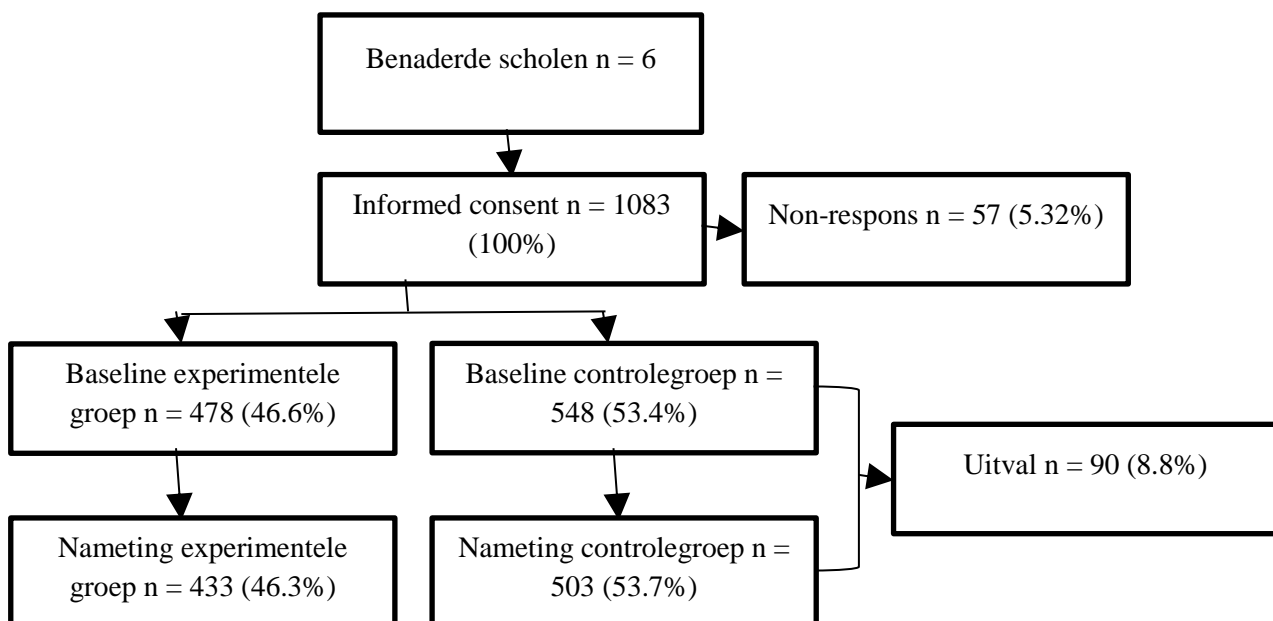 Benaderde scholen n = 6
Informed consent n = 1083
(100%)
Non-respons n = 57 (5.32%)
Baseline experimentele
groep n = 478 (46.6%)
Baseline controlegroep n =
548 (53.4%)
Uitval n = 90 (8.8%)
Nameting experimentele
groep n = 433 (46.3%)
Nameting controlegroep n =
503 (53.7%)